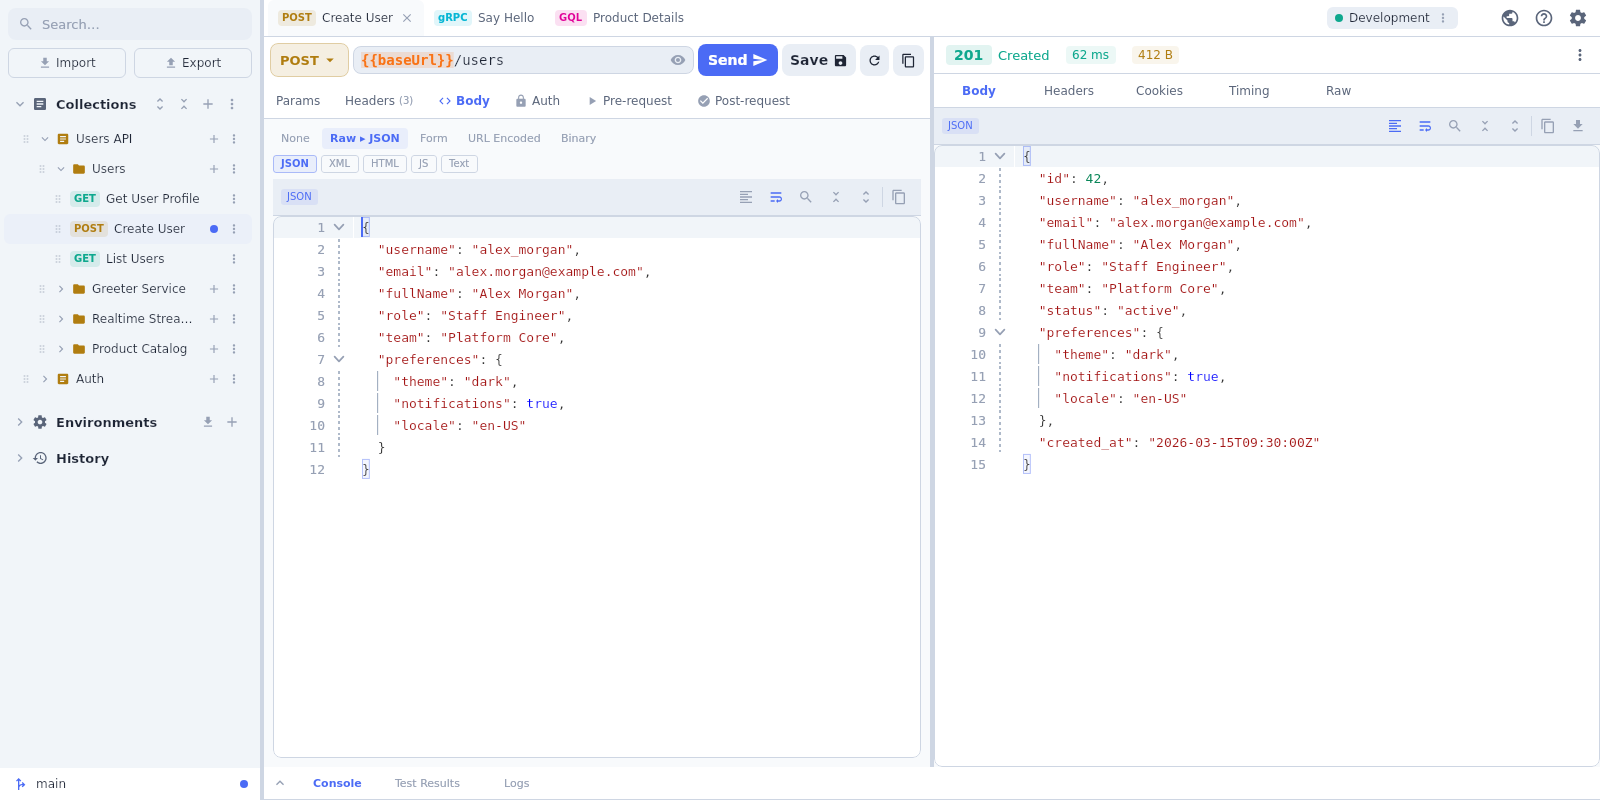 Search...
Import
Export
Collections
Users API
Users
GET Get User Profile
POST Create User
GET List Users
Greeter Service
Realtime Strea...
Product Catalog
Auth
Environments
History
main
POST Create User
gRPC Say Hello
GQL Product Details
Development
POST
{{baseUrl}}/users
Send
Save
Params
Headers (3)
Body
Auth
Pre-request
Post-request
None
Raw ▸ JSON
Form
URL Encoded
Binary
JSON
XML
HTML
JS
Text
JSON
1 {
2 "username": "alex_morgan",
3 "email": "alex.morgan@example.com",
4 "fullName": "Alex Morgan",
5 "role": "Staff Engineer",
6 "team": "Platform Core",
7 "preferences": {
8 "theme": "dark",
9 "notifications": true,
10 "locale": "en-US"
11 }
12 }
201 Created
62 ms
412 B
Body
Headers
Cookies
Timing
Raw
JSON
1 {
2 "id": 42,
3 "username": "alex_morgan",
4 "email": "alex.morgan@example.com",
5 "fullName": "Alex Morgan",
6 "role": "Staff Engineer",
7 "team": "Platform Core",
8 "status": "active",
9 "preferences": {
10 "theme": "dark",
11 "notifications": true,
12 "locale": "en-US"
13 },
14 "created_at": "2026-03-15T09:30:00Z"
15 }
Console
Test Results
Logs